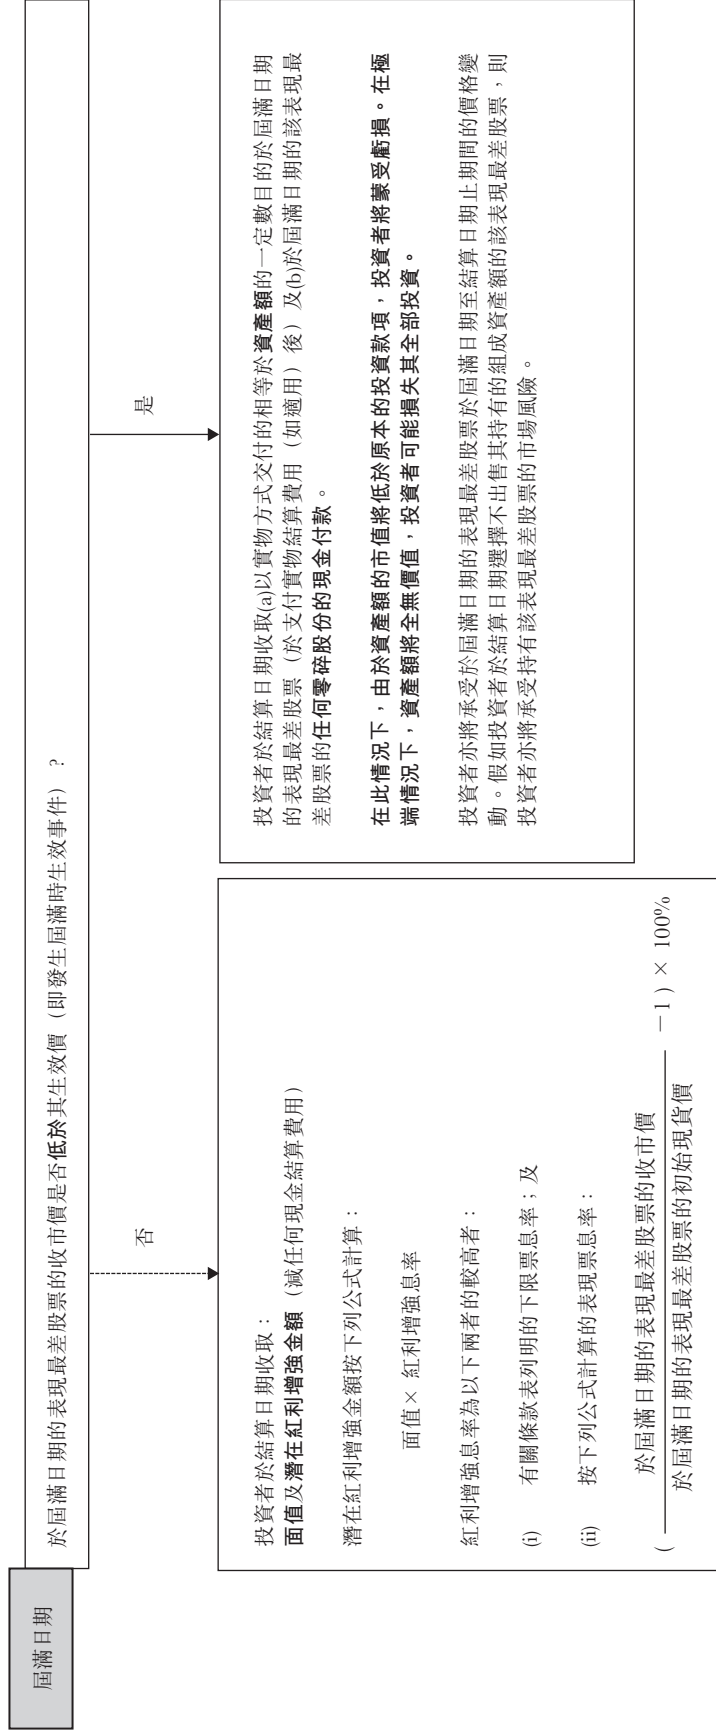 屆滿日期
於屆滿日期的表現最差股票的收市價是否低於其生效價（即發生屆滿時生效事件）？
否
投資者於結算日期收取：
面值及潛在紅利增強金額（減任何現金結算費用）
潛在紅利增強金額按下列公式計算：
面值× 紅利增強息率
紅利增強息率為以下兩者的較高者：
(i) 有關條款表列明的下限票息率；及
(ii) 按下列公式計算的表現票息率：
於屆滿日期的表現最差股票的收市價
( －1 ) × 100%
於屆滿日期的表現最差股票的初始現貨價
是
投資者於結算日期收取(a)以實物方式交付的相等於資產額的一定數目的於屆滿日期
的表現最差股票（於支付實物結算費用（如適用）後）及(b)於屆滿日期的該表現最
差股票的任何零碎股份的現金付款。
在此情況下，由於資產額的市值將低於原本的投資款項，投資者將蒙受虧損。在極
端情況下，資產額將全無價值，投資者可能損失其全部投資。
投資者亦將承受於屆滿日期的表現最差股票於屆滿日期至結算日期止期間的價格變
動。假如投資者於結算日期選擇不出售其持有的組成資產額的該表現最差股票，則
投資者亦將承受持有該表現最差股票的市場風險。